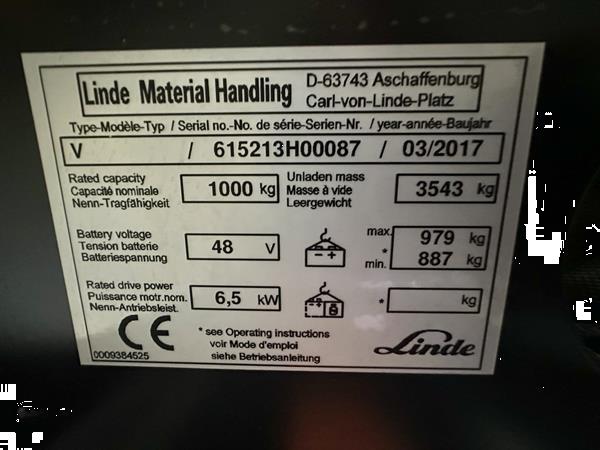 Linde Material Handling
D-63743 Aschaffenburg
Carl-von-Linde-Platz
Type-Modèle-Typ / Serial no.-No. de série-Serien-Nr. / year-année-Baujahr
V / 615213H00087 / 03/2017
Rated capacity
Capacité nominale
Nenn-Tragfähigkeit
1000 kg
Unladen mass
Masse à vide
Leergewicht
3543 kg
Battery voltage
Tension batterie
Batteriespannung
48 V
- +
max. 979 kg
*
min. 887 kg
Rated drive power
Puissance motr.nom.
Nenn-Antriebsleist.
6,5 kW
* kg
CE
0009384525
*see Operating instructions
voir Mode d'emploi
siehe Betriebsanleitung
Linde